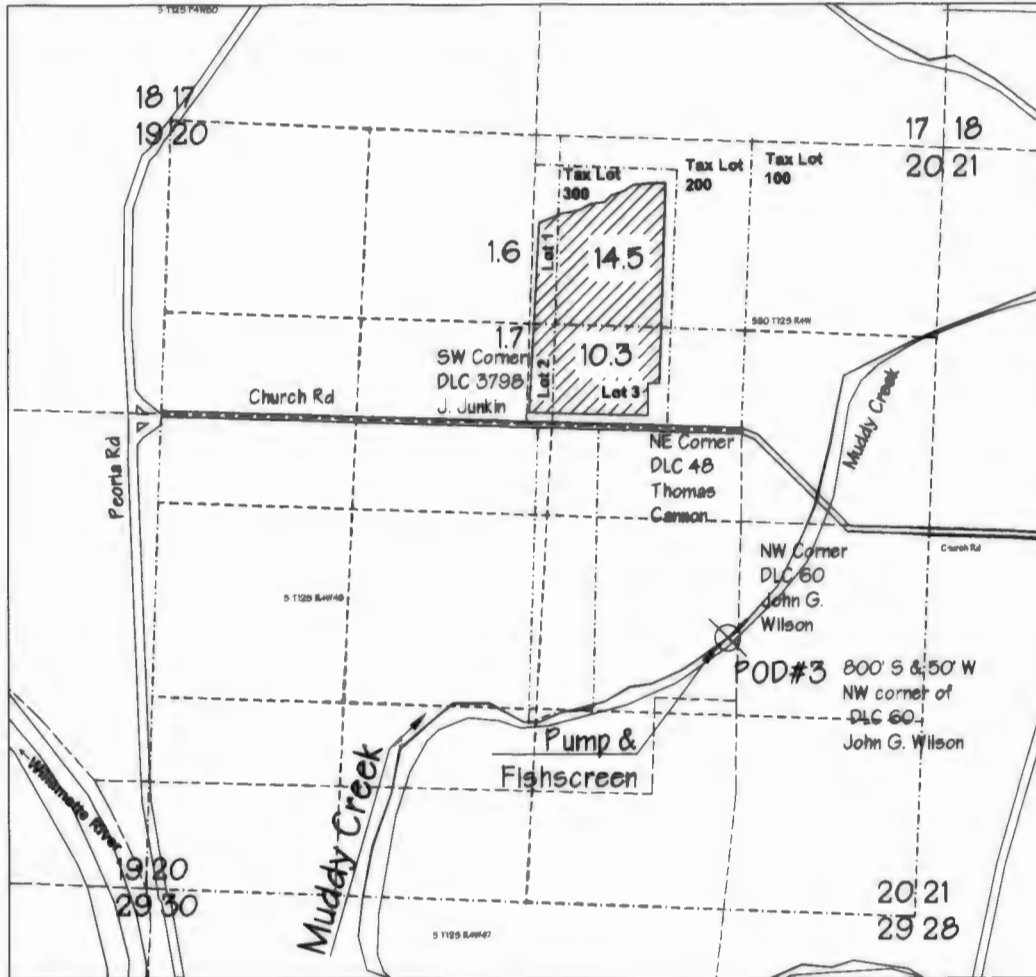 18 17
19 20
17 18
20 21
Tax Lot
300
Tax Lot
200
Tax Lot
100
1.6
Lot 1
14.5
1.7
Lot 2
10.3
Lot 3
SW Corner
DLC 3798
J. Junkin
Church Rd
Peoria Rd
NE Corner
DLC 48
Thomas
Cannon
Muddy Creek
Church Rd
NW Corner
DLC 60
John G.
Wilson
POD#3
800' S & 50' W
NW corner of
DLC 60
John G. Wilson
Pump &
Fishscreen
Muddy Creek
Willamette River
19 20
29 30
20 21
29 28